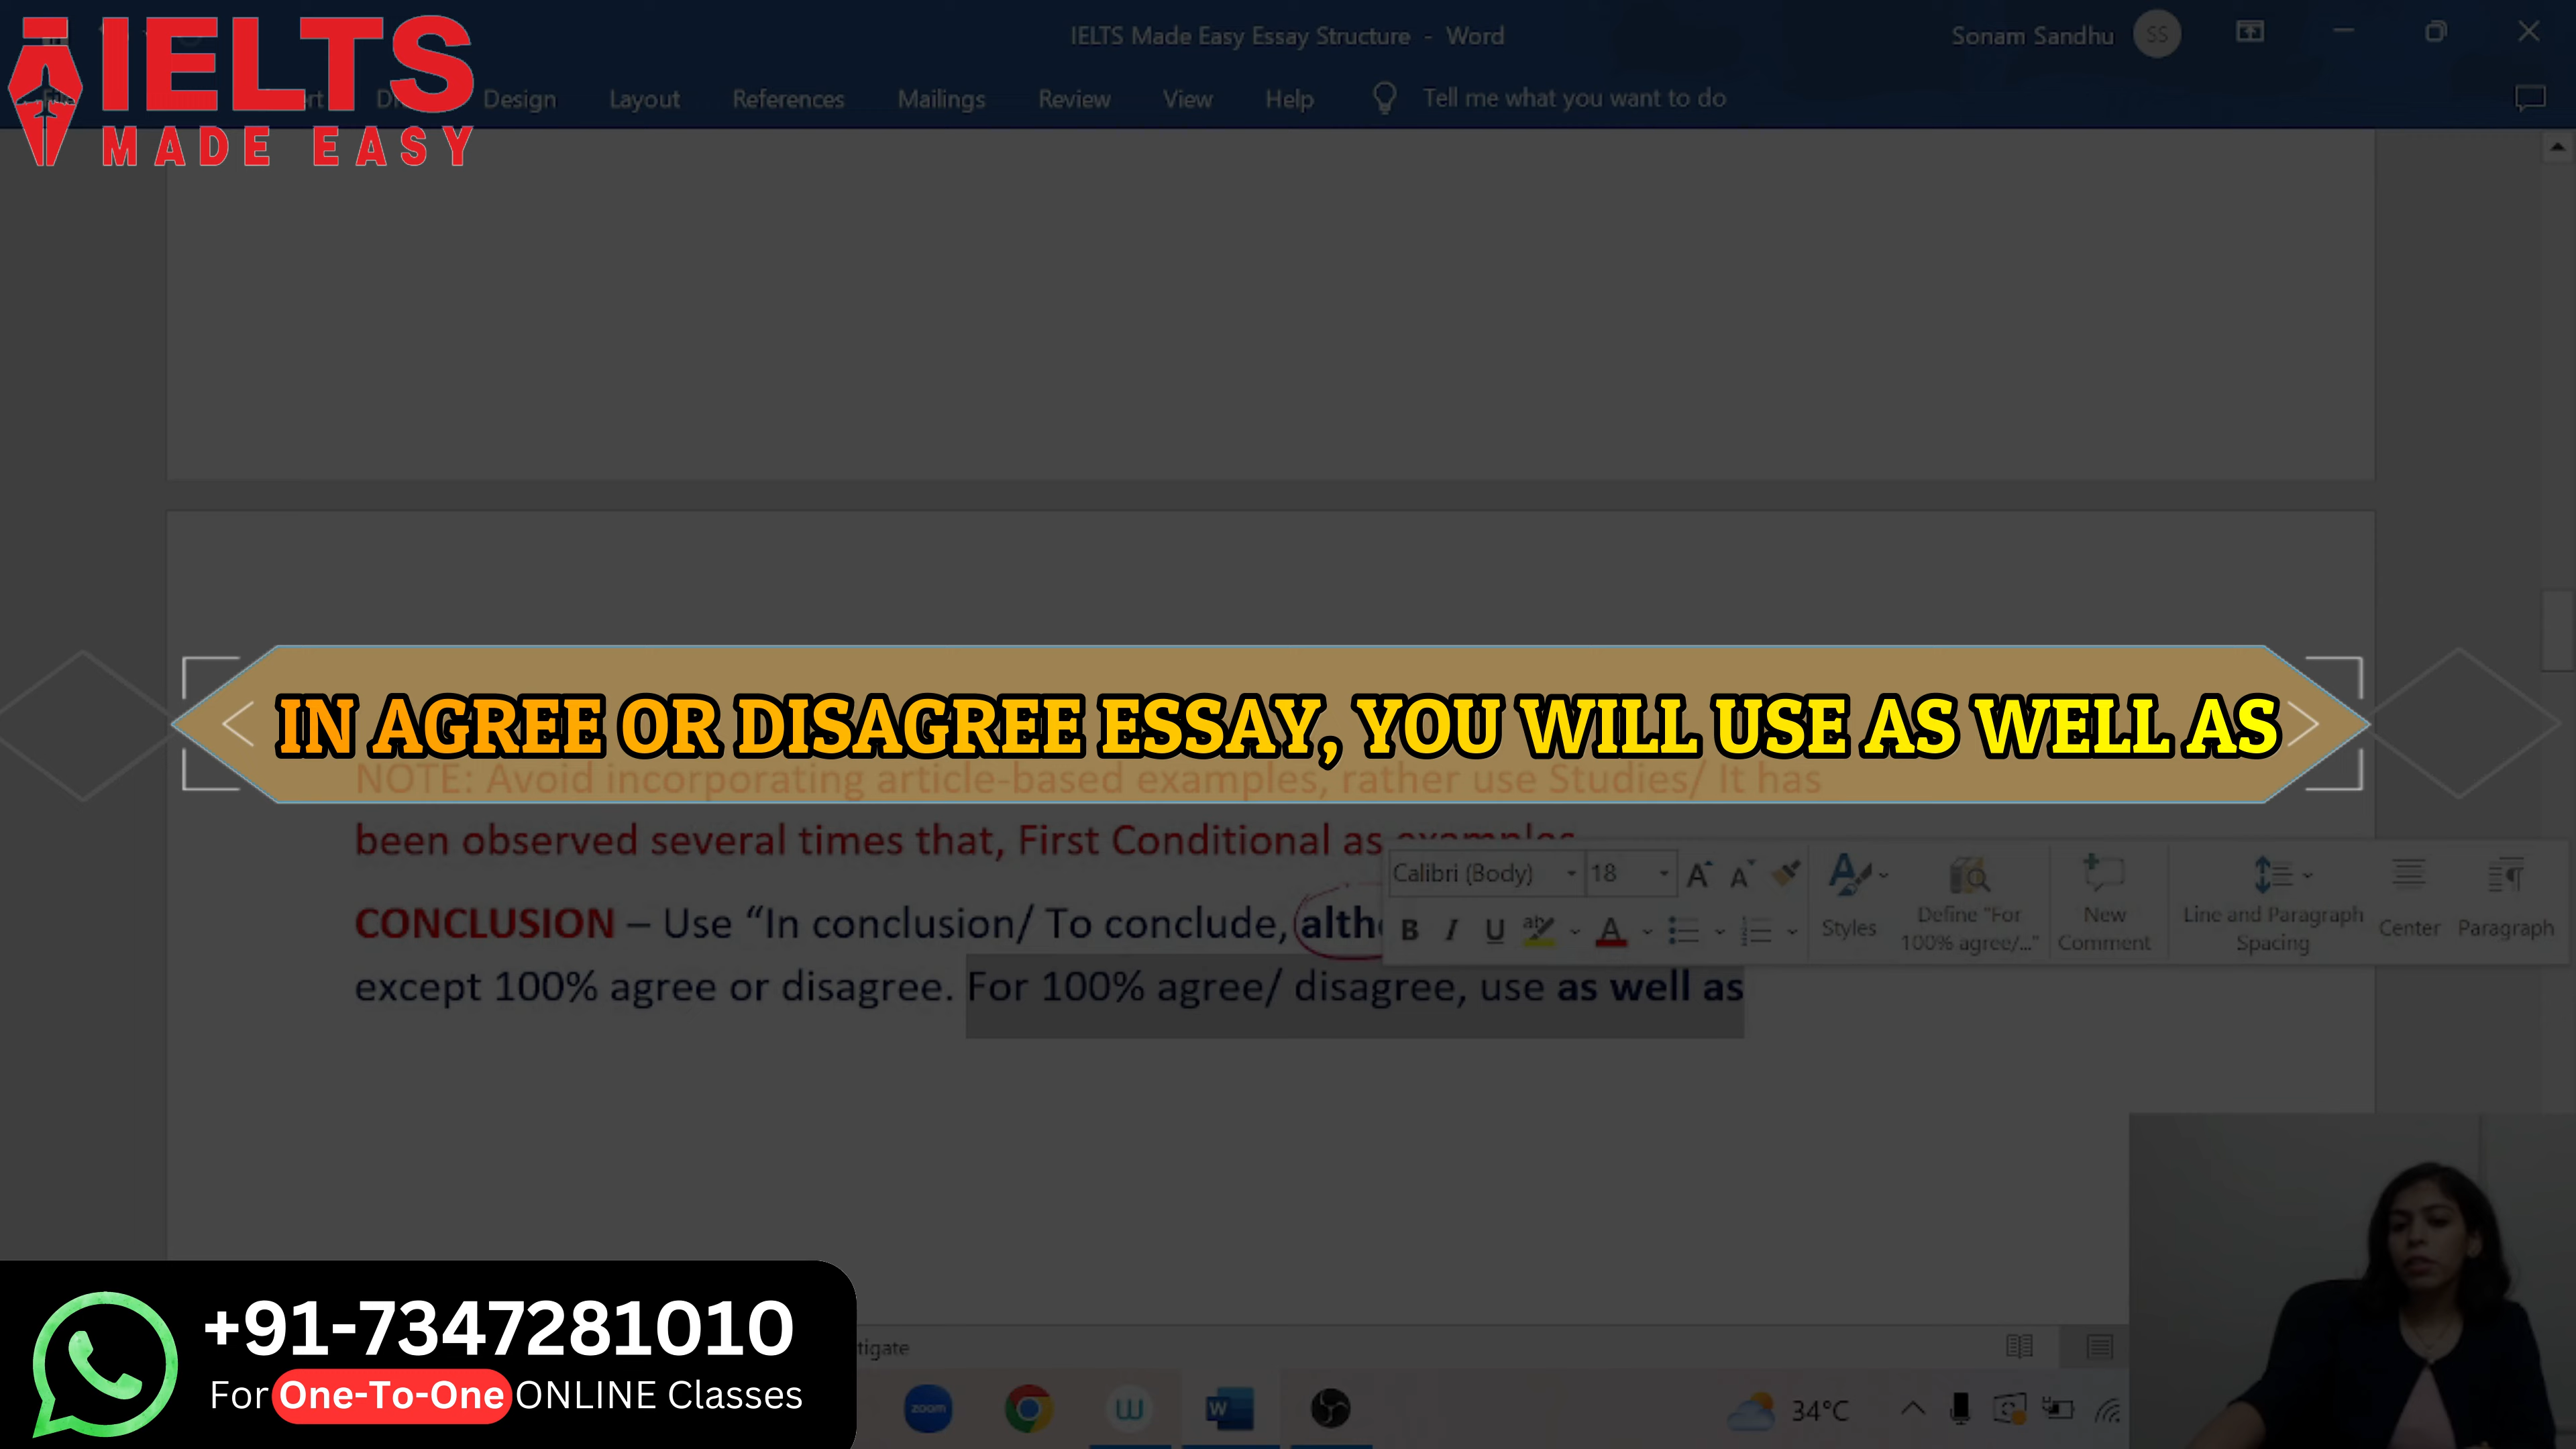 IELTS
MADE EASY
IELTS Made Easy Essay Structure - Word
Sonam Sandhu
SS
Design Layout References Mailings Review View Help Tell me what you want to do
IN AGREE OR DISAGREE ESSAY, YOU WILL USE AS WELL AS
NOTE: Avoid incorporating article-based examples, rather use Studies/ It has
been observed several times that, First Conditional as examples
Calibri (Body) 18
CONCLUSION – Use “In conclusion/ To conclude,
B I U
Styles
Define "For
100% agree/..."
New
Comment
Line and Paragraph
Spacing
Center
Paragraph
except 100% agree or disagree. For 100% agree/ disagree, use as well as
+91-7347281010
For One-To-One ONLINE Classes
zoom
34°C